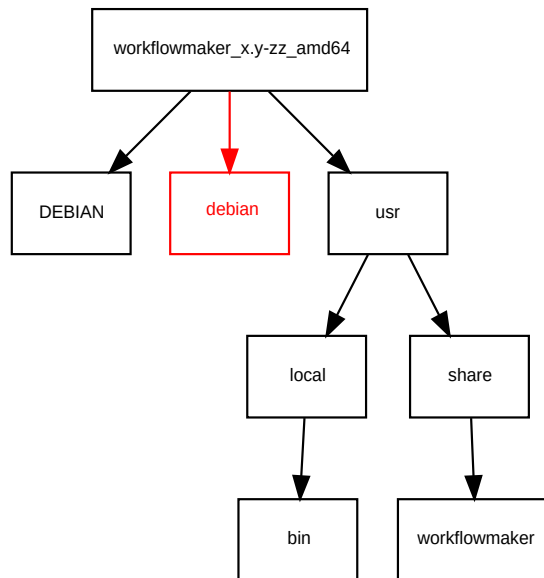 workflowmaker_x.y-zz_amd64
DEBIAN
debian
usr
local
share
bin
workflowmaker